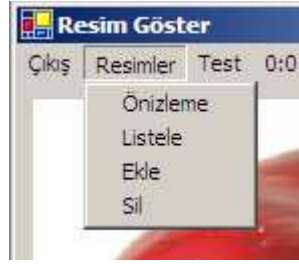 Resim Göster
Çıkış Resimler Test 0:0
Önizleme
Listele
Ekle
Sil